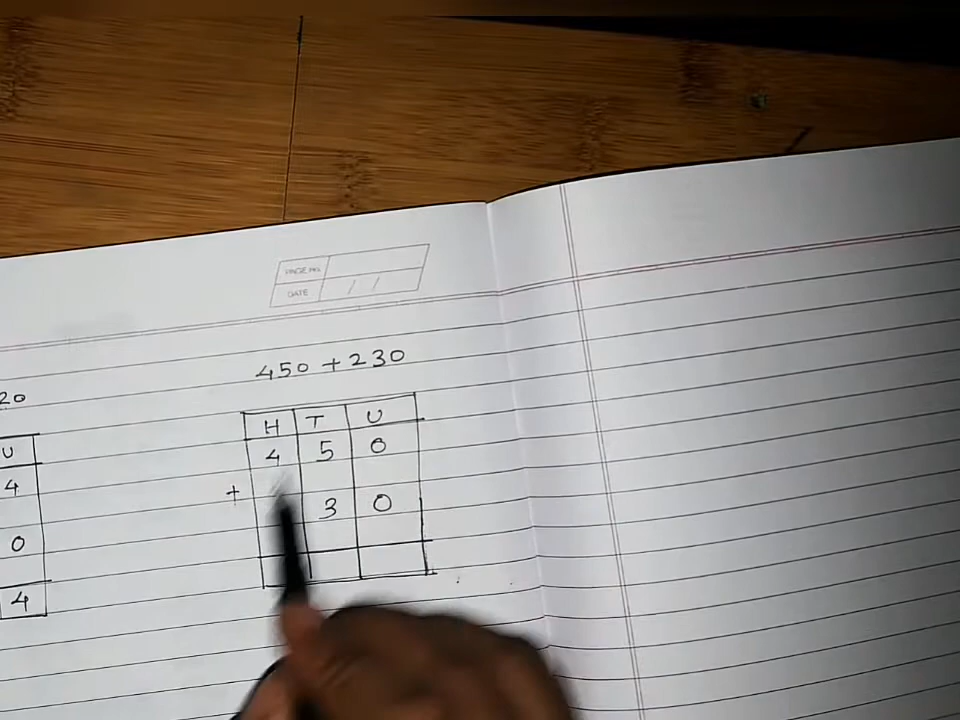 PAGE NO.
DATE / /
20
450 + 230
U
H T U
4
4 5 0
+ 3 0
0
4